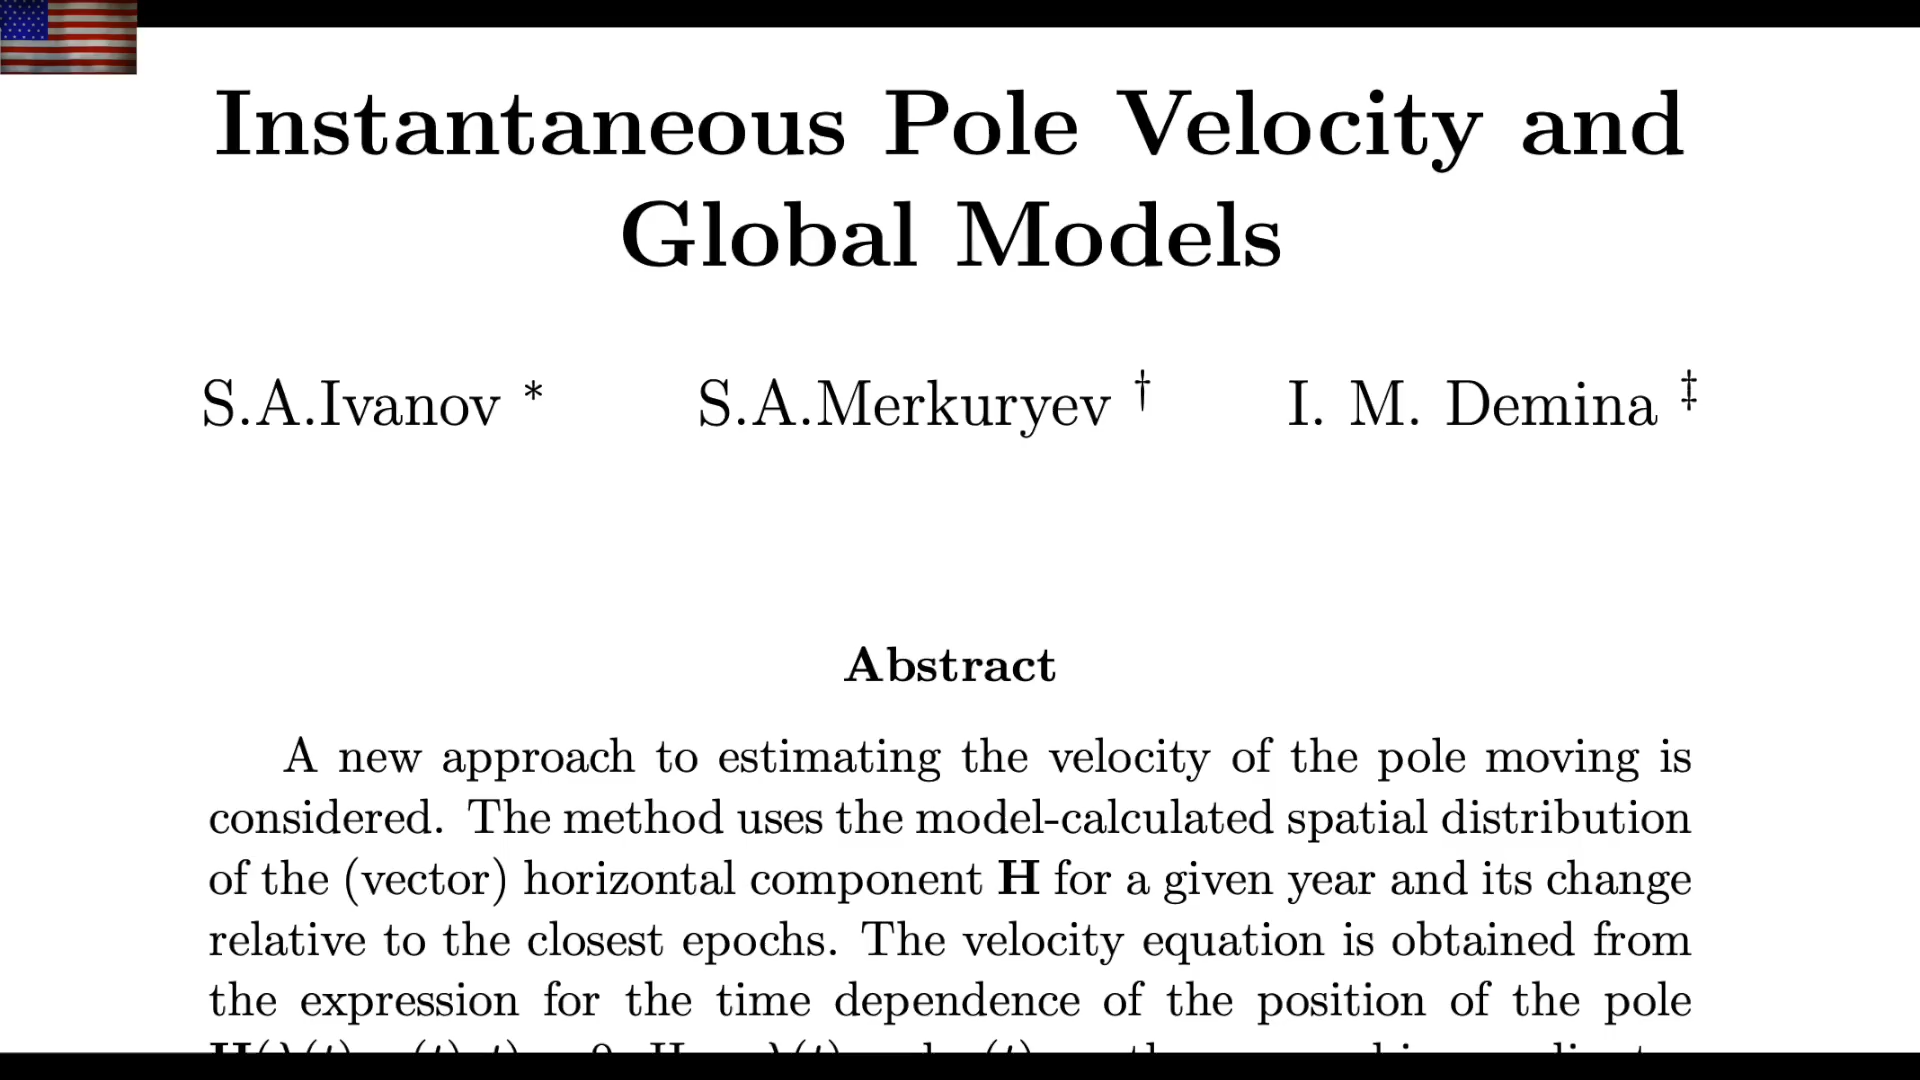 Instantaneous Pole Velocity and
Global Models
S.A.Ivanov * S.A.Merkuryev † I. M. Demina ‡
Abstract
A new approach to estimating the velocity of the pole moving is
considered. The method uses the model-calculated spatial distribution
of the (vector) horizontal component H for a given year and its change
relative to the closest epochs. The velocity equation is obtained from
the expression for the time dependence of the position of the pole